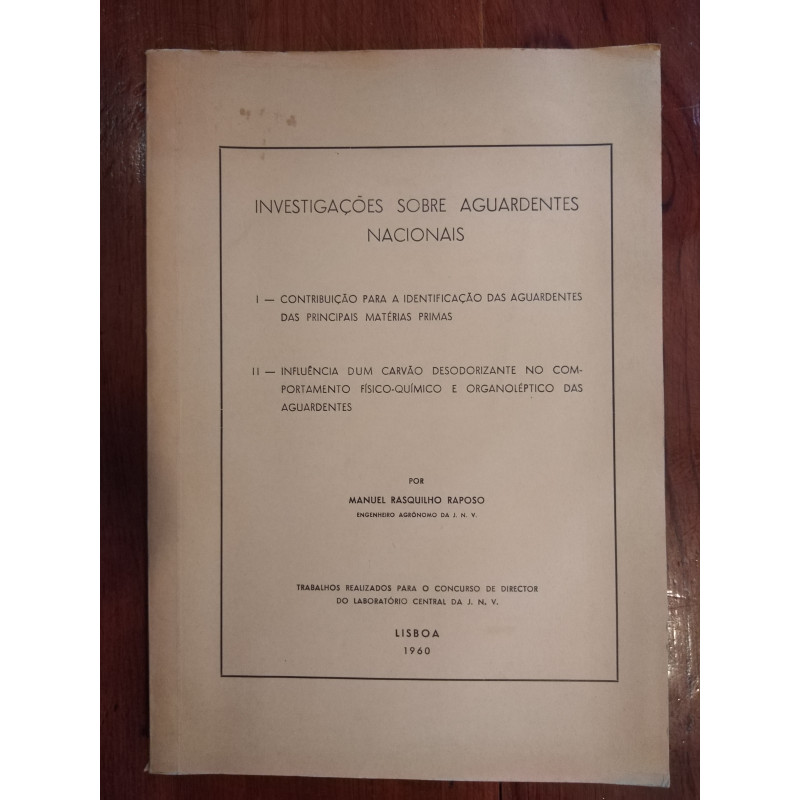 INVESTIGAÇÕES SOBRE AGUARDENTES
NACIONAIS
I — CONTRIBUIÇÃO PARA A IDENTIFICAÇÃO DAS AGUARDENTES
DAS PRINCIPAIS MATÉRIAS PRIMAS
II — INFLUÊNCIA DUM CARVÃO DESODORIZANTE NO COM-
PORTAMENTO FÍSICO-QUÍMICO E ORGANOLÉPTICO DAS
AGUARDENTES
POR
MANUEL RASQUILHO RAPOSO
ENGENHEIRO AGRÓNOMO DA J. N. V.
TRABALHOS REALIZADOS PARA O CONCURSO DE DIRECTOR
DO LABORATÓRIO CENTRAL DA J. N. V.
LISBOA
1960